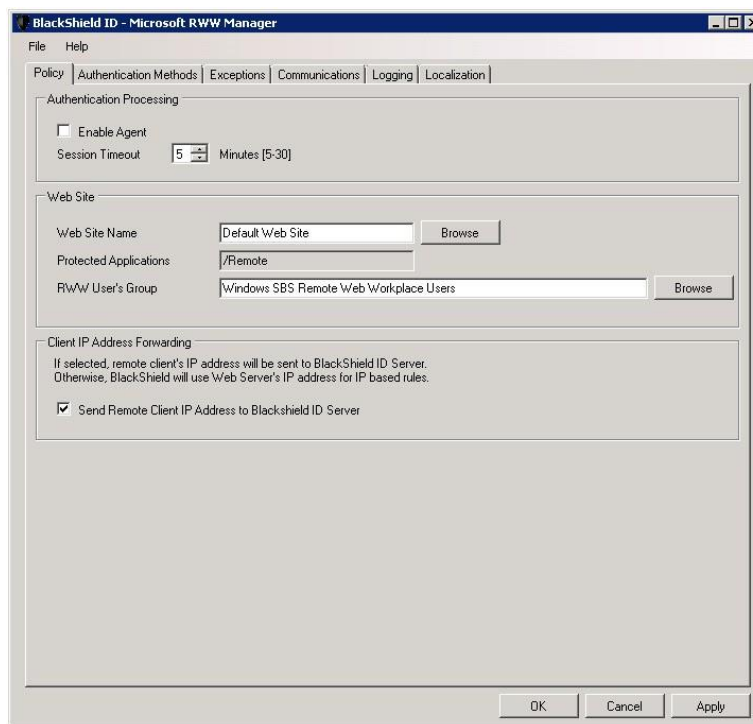 BlackShield ID - Microsoft RWW Manager
File Help
Policy Authentication Methods Exceptions Communications Logging Localization
Authentication Processing
Enable Agent
Session Timeout 5 Minutes [5-30]
Web Site
Web Site Name Default Web Site Browse
Protected Applications /Remote
RWW User's Group Windows SBS Remote Web Workplace Users Browse
Client IP Address Forwarding
If selected, remote client's IP address will be sent to BlackShield ID Server.
Otherwise, BlackShield will use Web Server's IP address for IP based rules.
Send Remote Client IP Address to Blackshield ID Server
OK Cancel Apply